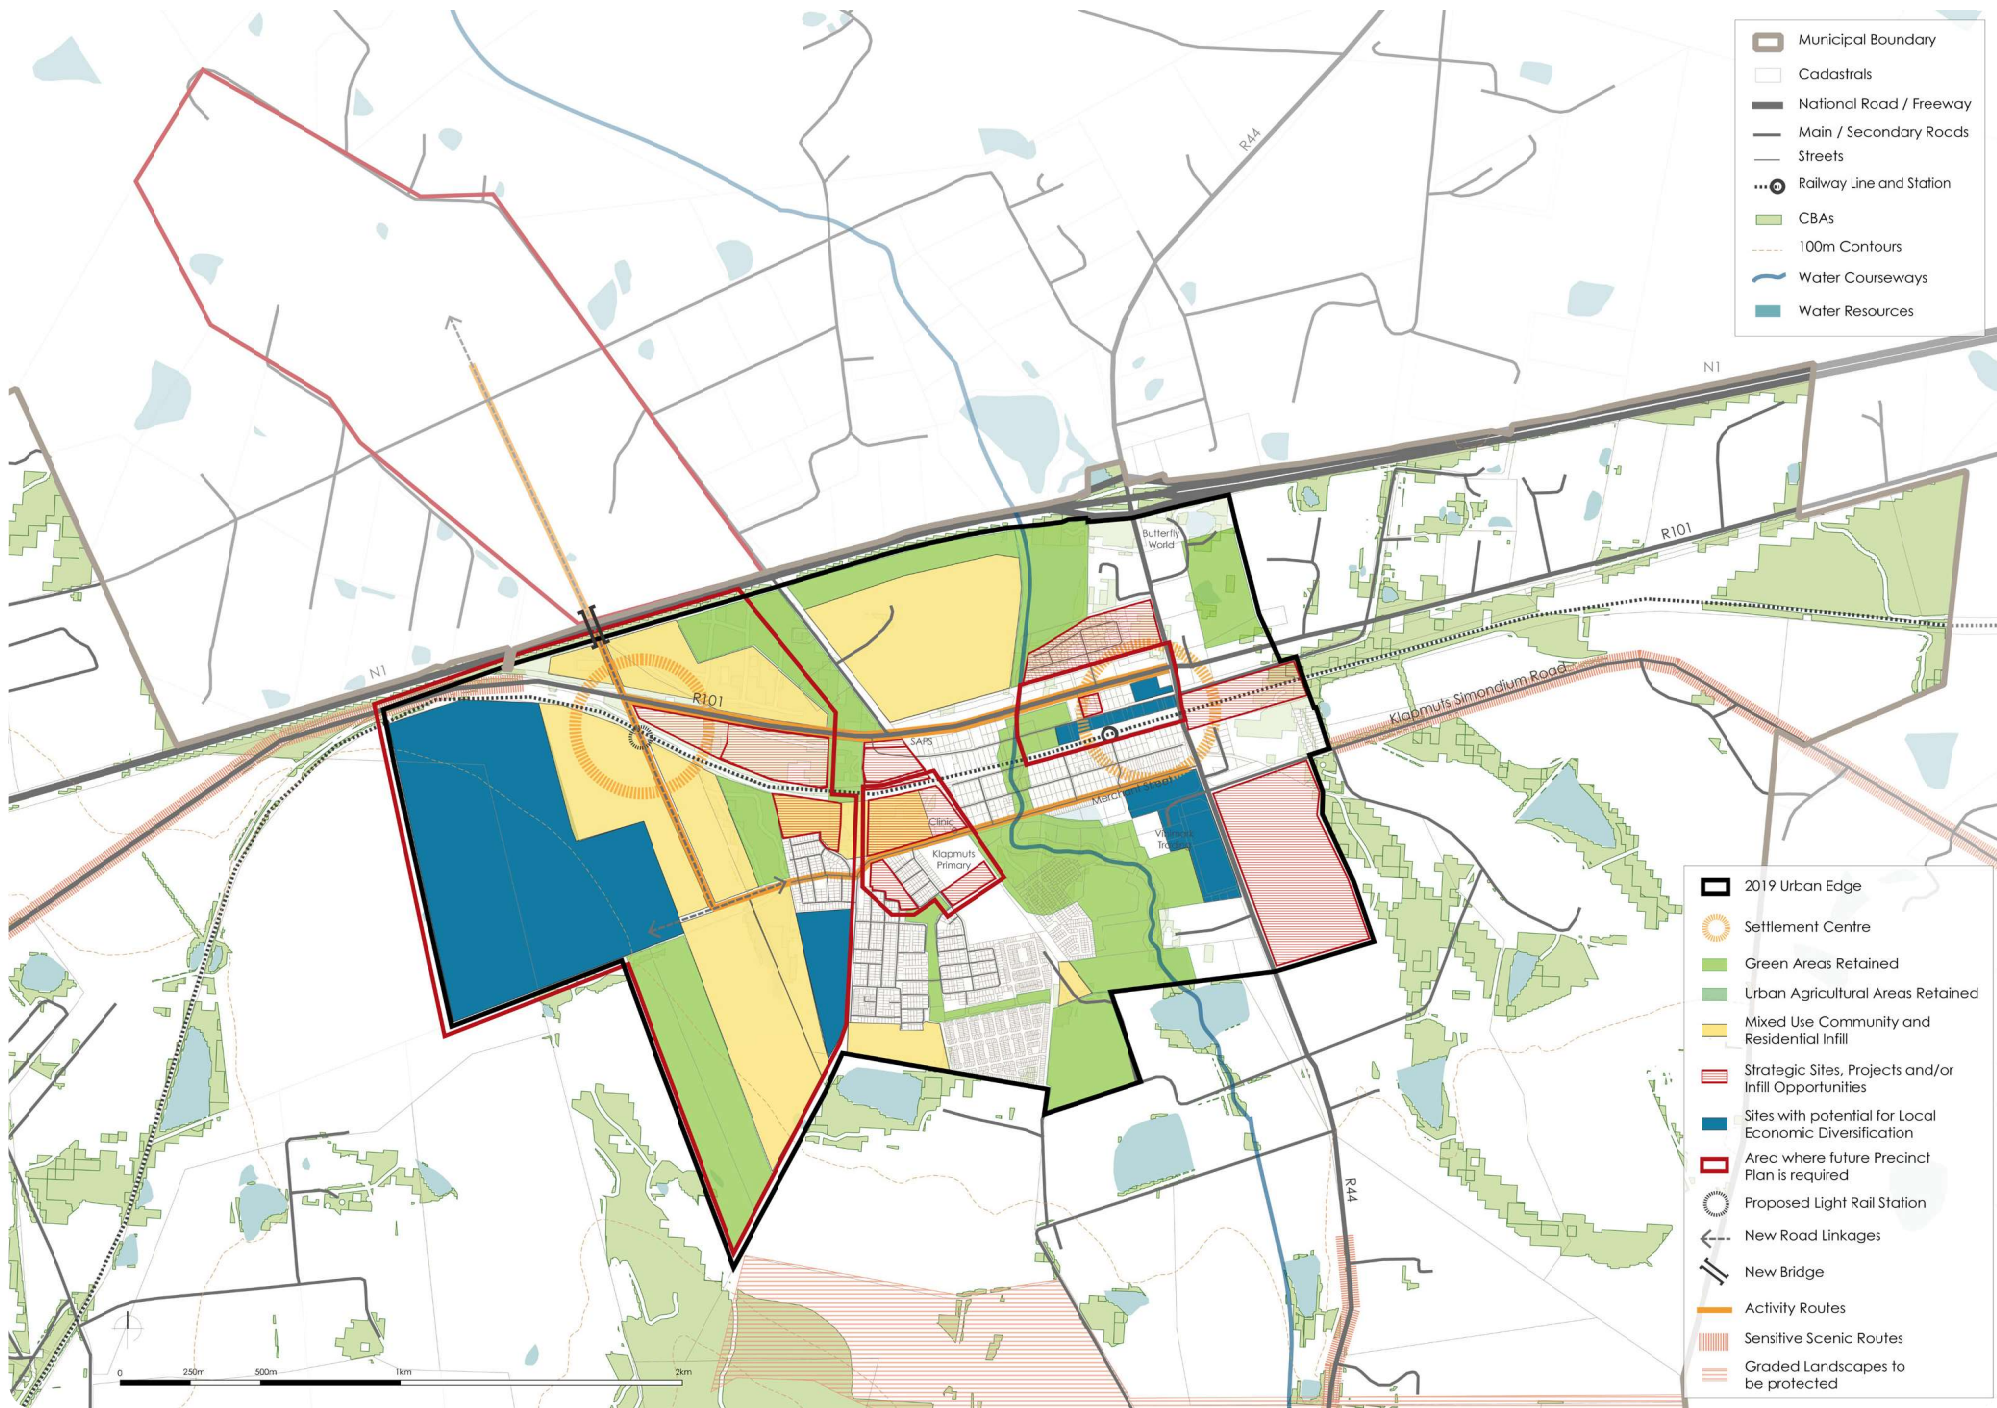 Municipal Boundary
Cadastrals
National Road / Freeway
Main / Secondary Roads
Streets
Railway Line and Station
CBAs
100m Contours
Water Courseways
Water Resources
R44
N1
R101
Butterfly
World
Klapmuts Simondium Road
N1
R101
SAPS
Clinic
Klapmuts
Primary
R44
0
250m
500m
1km
2km
2019 Urban Edge
Settlement Centre
Green Areas Retained
Urban Agricultural Areas Retained
Mixed Use Community and
Residential Infill
Strategic Sites, Projects and/or
Infill Opportunities
Sites with potential for Local
Economic Diversification
Area where future Precinct
Plan is required
Proposed Light Rail Station
New Road Linkages
New Bridge
Activity Routes
Sensitive Scenic Routes
Graded Landscapes to
be protected